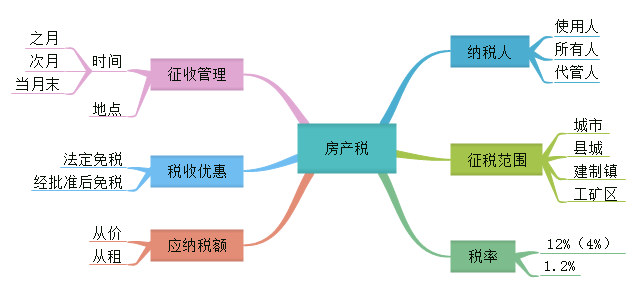 房产税
纳税人
使用人
所有人
代管人
征税范围
城市
县城
建制镇
工矿区
税率
12%（4%）
1.2%
征收管理
时间
之月
次月
当月末
地点
税收优惠
法定免税
经批准后免税
应纳税额
从价
从租